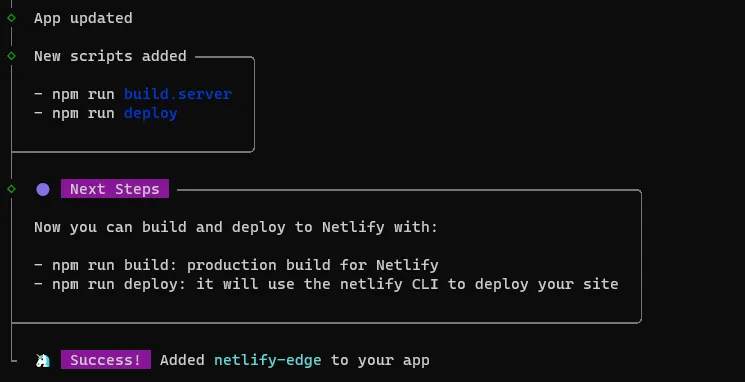 App updated
New scripts added
- npm run build.server
- npm run deploy
Next Steps
Now you can build and deploy to Netlify with:
- npm run build: production build for Netlify
- npm run deploy: it will use the netlify CLI to deploy your site
Success! Added netlify-edge to your app